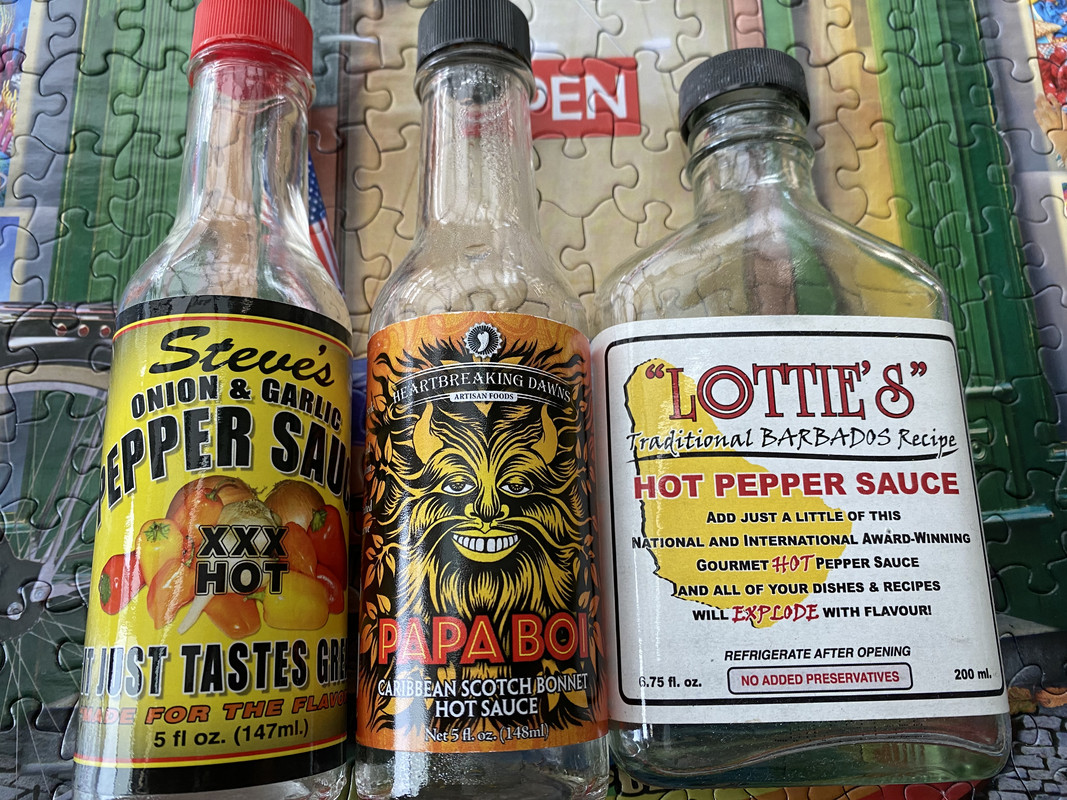 PEN
Steve's
ONION & GARLIC
PEPPER SAU
XXX
HOT
T JUST TASTES GRE
MADE FOR THE FLAVO
5 fl oz. (147ml.)
HEARTBREAKING DAWNS
ARTISAN FOODS
PAPA BOI
CARIBBEAN SCOTCH BONNET
HOT SAUCE
Net 5 fl. oz. (148ml)
"LOTTIE'S"
Traditional BARBADOS Recipe
HOT PEPPER SAUCE
ADD JUST A LITTLE OF THIS
NATIONAL AND INTERNATIONAL AWARD-WINNING
GOURMET HOT PEPPER SAUCE
AND ALL OF YOUR DISHES & RECIPES
WILL EXPLODE WITH FLAVOUR!
REFRIGERATE AFTER OPENING
6.75 fl. oz.
NO ADDED PRESERVATIVES
200 ml.